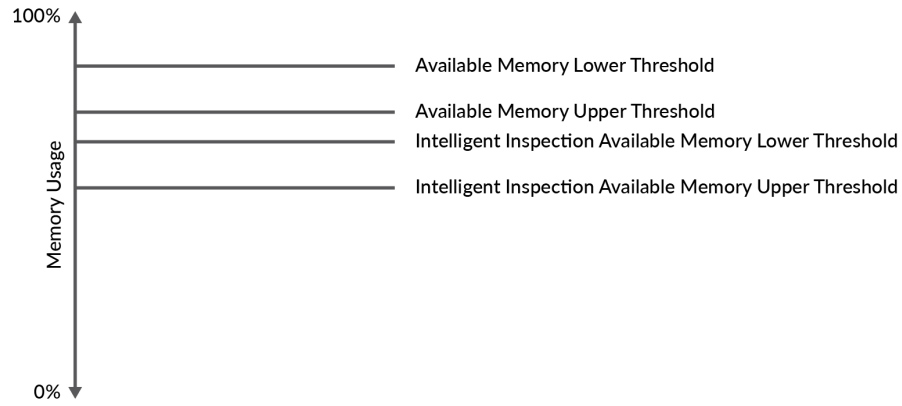 100%
Available Memory Lower Threshold
Available Memory Upper Threshold
Intelligent Inspection Available Memory Lower Threshold
Intelligent Inspection Available Memory Upper Threshold
Memory Usage
0%